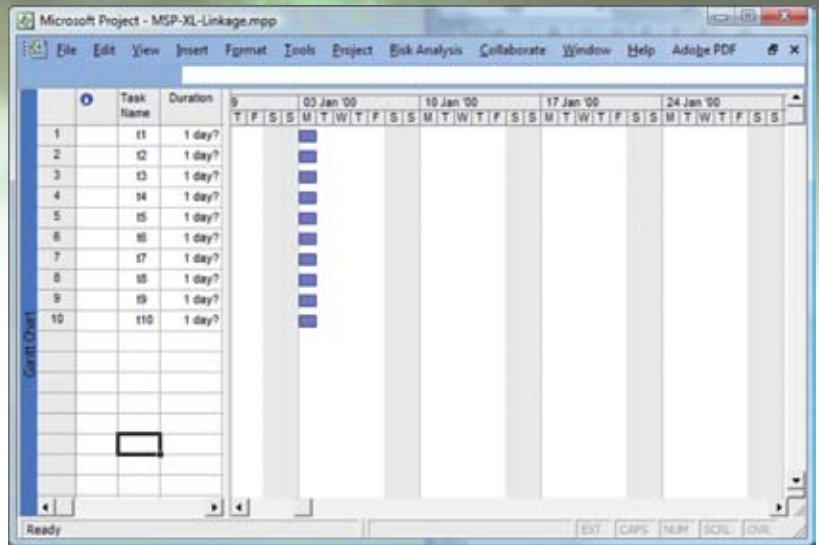 Microsoft Project - MSP-XL-Linkage.mpp
File Edit View Insert Format Tools Project Risk Analysis Collaborate Window Help Adobe PDF
Task Name Duration 9 03 Jan '00 10 Jan '00 17 Jan '00 24 Jan '00
T F S S M T W T F S S M T W T F S S M T W T F S S M T W T F S S
1 t1 1 day?
2 t2 1 day?
3 t3 1 day?
4 t4 1 day?
5 t5 1 day?
6 t6 1 day?
7 t7 1 day?
8 t8 1 day?
9 t9 1 day?
10 t10 1 day?
Gantt Chart
Ready EXT CAPS NUM SCRL OVR